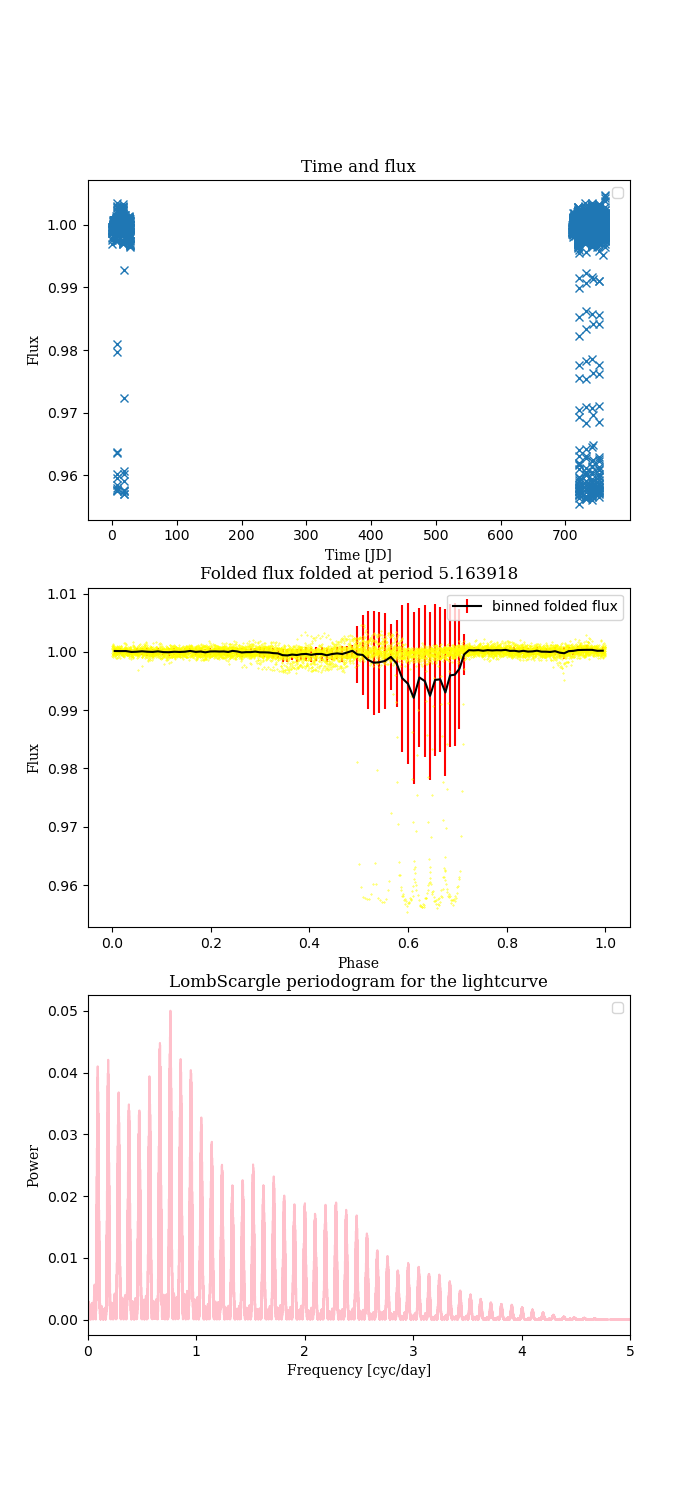 Time and flux
1.00
0.99
0.98
0.97
0.96
Flux
0 100 200 300 400 500 600 700
Time [JD]
Folded flux folded at period 5.163918
binned folded flux
1.01
1.00
0.99
0.98
0.97
0.96
Flux
0.0 0.2 0.4 0.6 0.8 1.0
Phase
LombScargle periodogram for the lightcurve
0.05
0.04
0.03
0.02
0.01
0.00
Power
0 1 2 3 4 5
Frequency [cyc/day]